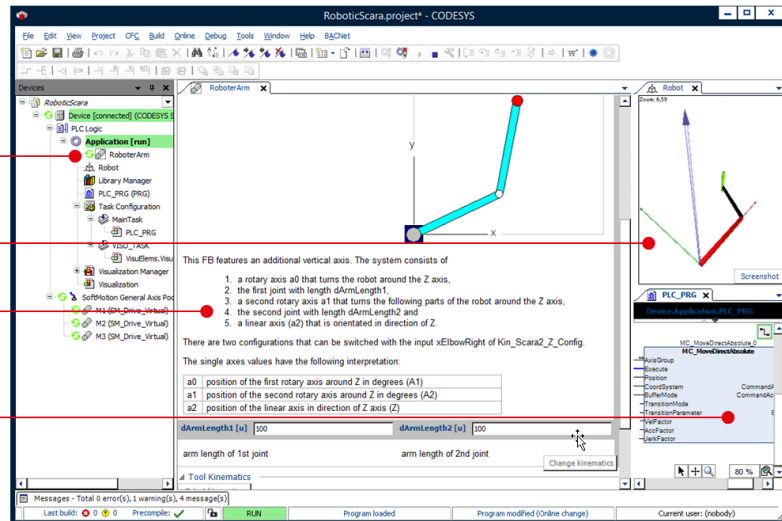 RoboticScara.project* - CODESYS
File Edit View Project CFC Build Online Debug Tools Window Help BACNet
Devices
RoboterArm
Robot
RoboticScara
Device [connected] (CODESYS S
PLC Logic
Application [run]
RoboterArm
Robot
Library Manager
PLC_PRG (PRG)
Task Configuration
MainTask
PLC_PRG
VISU_TASK
VisuElems.Visu
Visualization Manager
Visualization
SoftMotion General Axis Poo
M1 (SM_Drive_Virtual)
M2 (SM_Drive_Virtual)
M3 (SM_Drive_Virtual)
y
x
This FB features an additional vertical axis. The system consists of
1. a rotary axis a0 that turns the robot around the Z axis,
2. the first joint with length dArmLength1,
3. a second rotary axis a1 that turns the following parts of the robot around the Z axis,
4. the second joint with length dArmLength2 and
5. a linear axis (a2) that is orientated in direction of Z.
There are two configurations that can be switched with the input xElbowRight of Kin_Scara2_Z_Config.
The single axes values have the following interpretation:
a0 position of the first rotary axis around Z in degrees (A1)
a1 position of the second rotary axis around Z in degrees (A2)
a2 position of the linear axis in direction of Z axis (Z)
dArmLength1 [u] 100 dArmLength2 [u] 100
arm length of 1st joint arm length of 2nd joint
Change kinematics
Tool Kinematics
Zoom: 6,59
Screenshot
PLC_PRG
Device.Application.PLC_PRG
MC_MoveDirectAbsolute_0
MC_MoveDirectAbsolute
AxisGroup
Execute
Position
CoordSystem CommandA
BufferMode CommandAc
TransitionMode
TransitionParameter E
VelFactor
AccFactor
JerkFactor
80 %
Messages - Total 0 error(s), 1 warning(s), 4 message(s)
Last build: 0 0 Precompile: RUN Program loaded Program modified (Online change) Current user: (nobody)